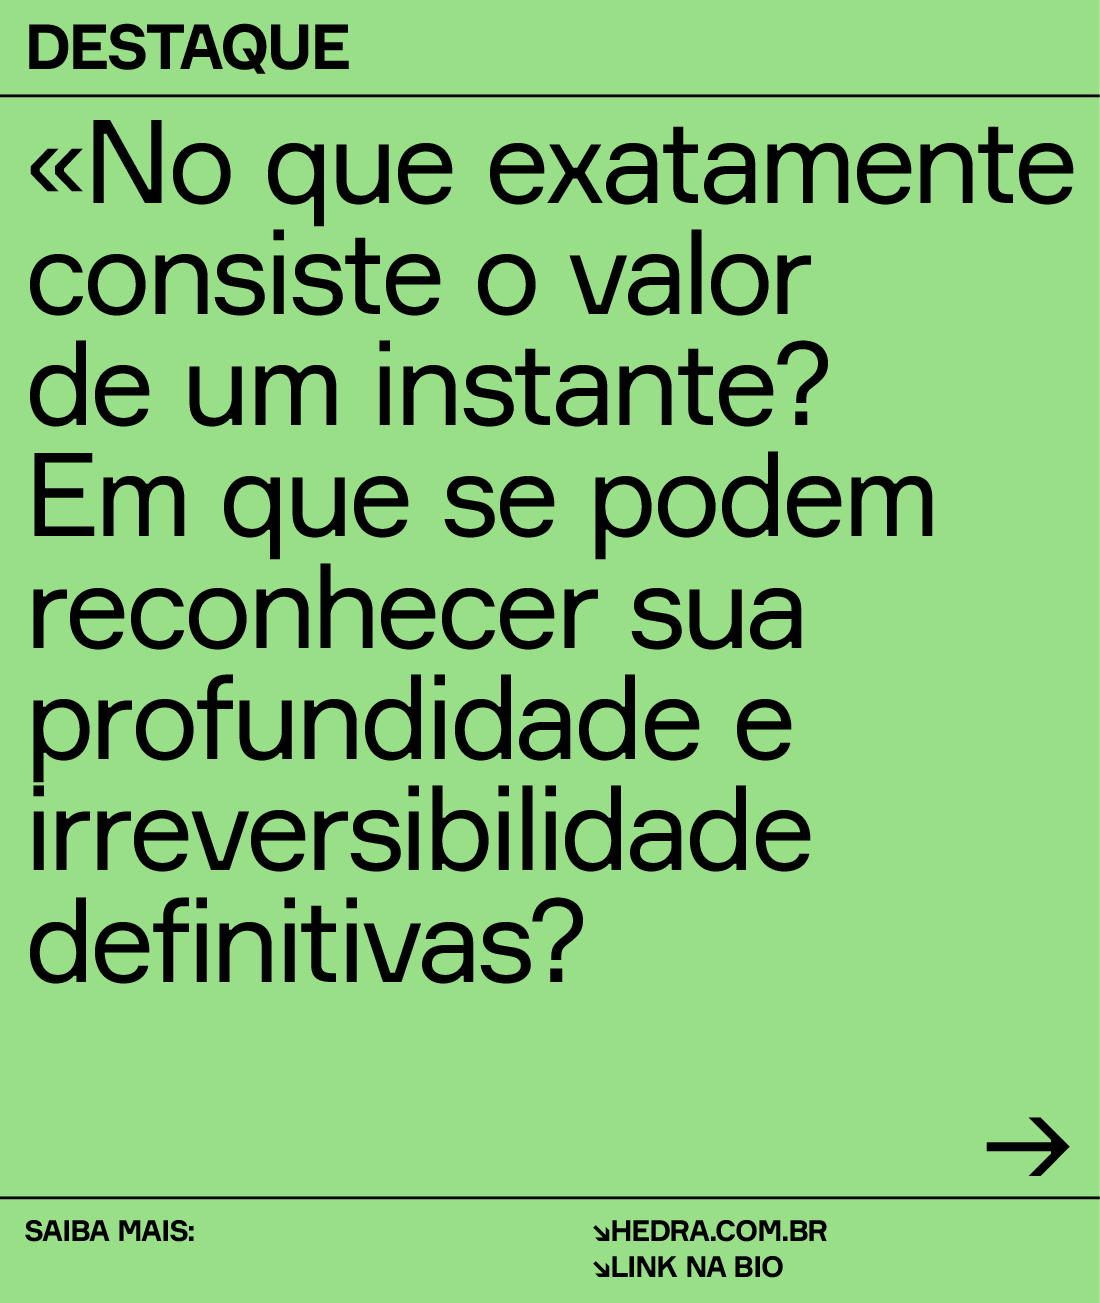 DESTAQUE
«No que exatamente
consiste o valor
de um instante?
Em que se podem
reconhecer sua
profundidade e
irreversibilidade
definitivas?
→
SAIBA MAIS:
↘HEDRA.COM.BR
↘LINK NA BIO